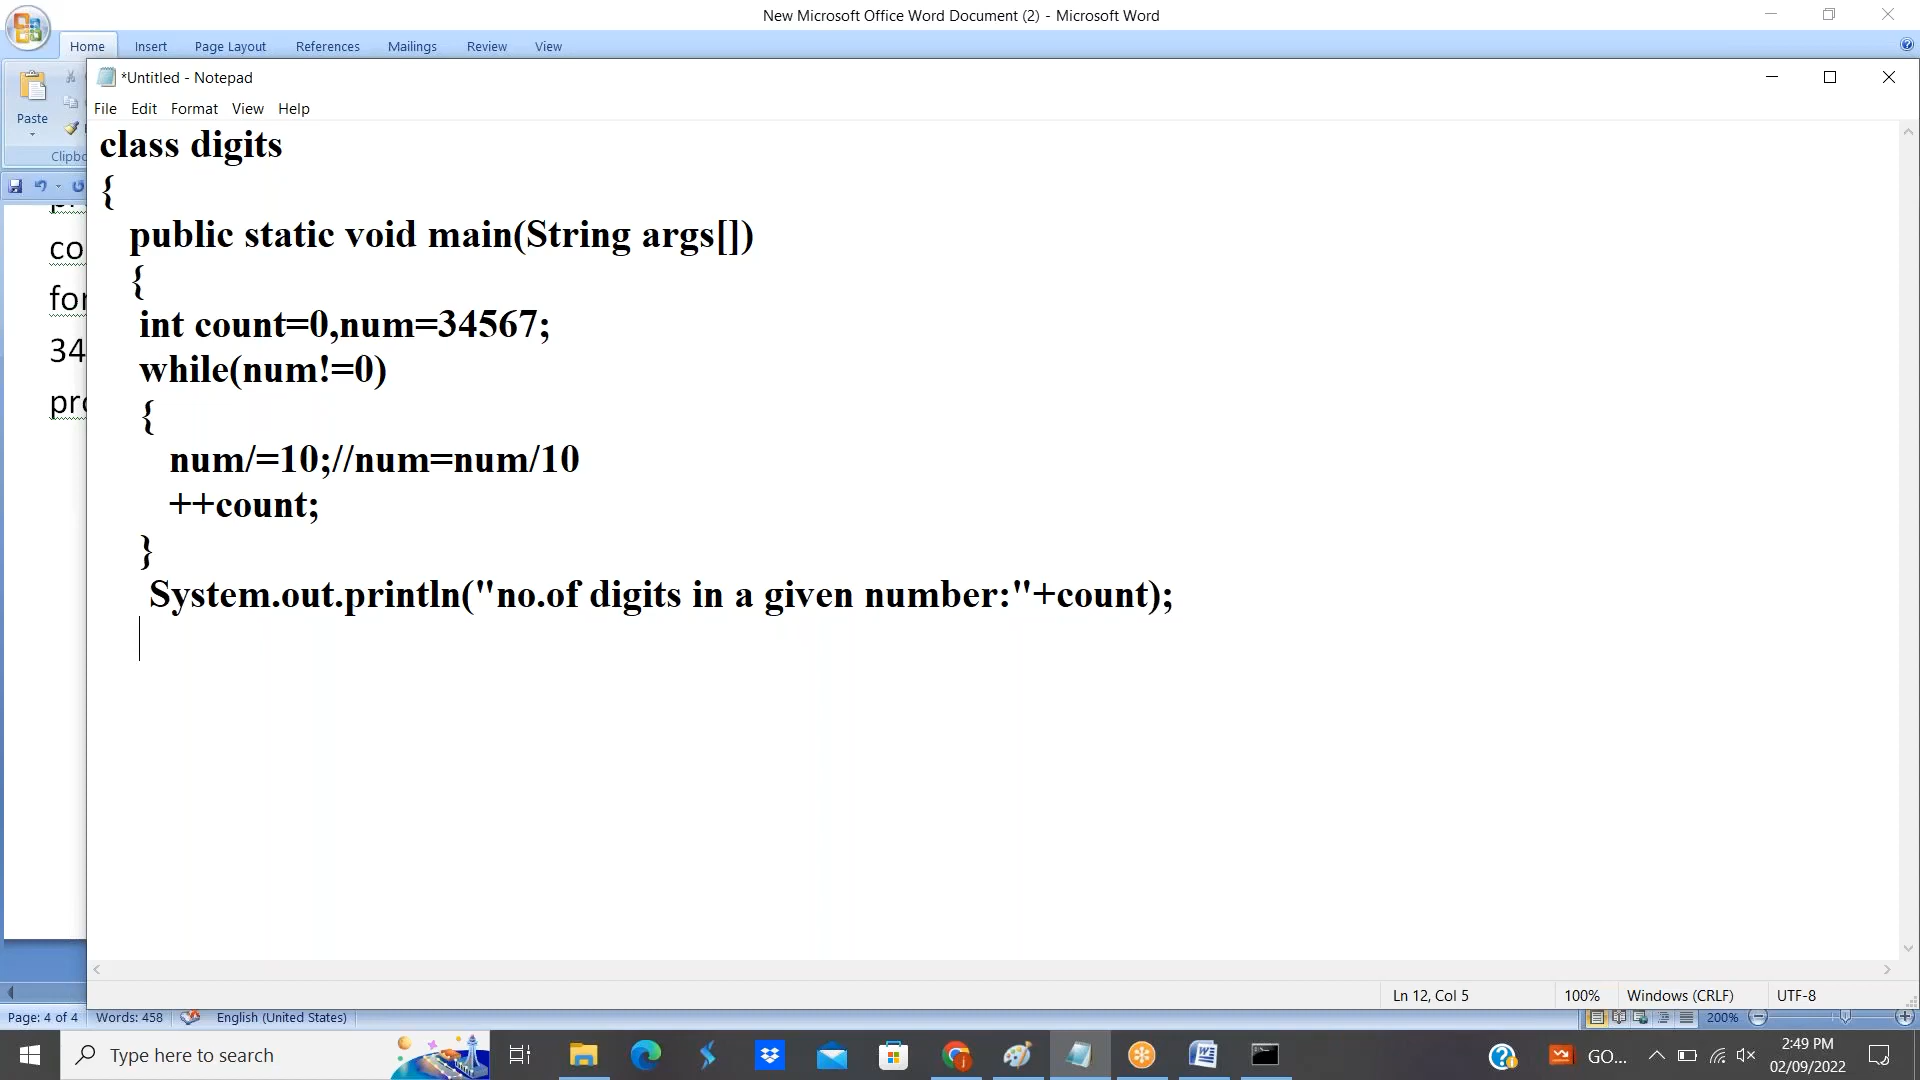 New Microsoft Office Word Document (2) - Microsoft Word
Home Insert Page Layout References Mailings Review View
*Untitled - Notepad
File Edit Format View Help
Paste
class digits
{
public static void main(String args[])
{
int count=0,num=34567;
while(num!=0)
{
num/=10;//num=num/10
++count;
}
System.out.println("no.of digits in a given number:"+count);
co
for
34
Ln 12, Col 5 100% Windows (CRLF) UTF-8
Page: 4 of 4 Words: 458 English (United States) 200%
Type here to search
GO...
2:49 PM
02/09/2022